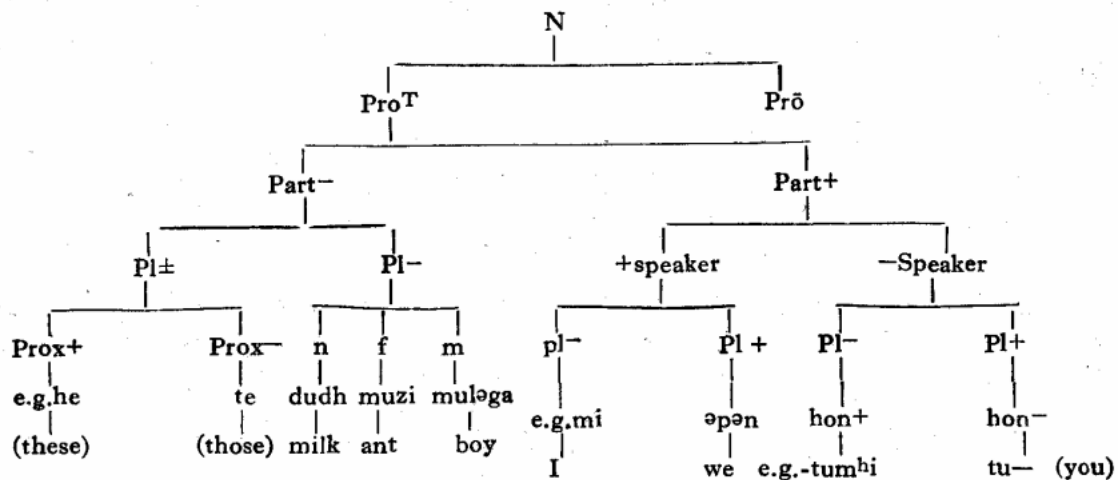 N
Proᵀ Prō
Part⁻ Part+
Pl± Pl− +speaker −Speaker
Prox+ Prox− n f m pl⁻ Pl + Pl− Pl+
e.g.he te dudh muzi muləga e.g.mi əpən hon+ hon⁻
(these) (those) milk ant boy I we e.g.-tumʰi tu— (you)